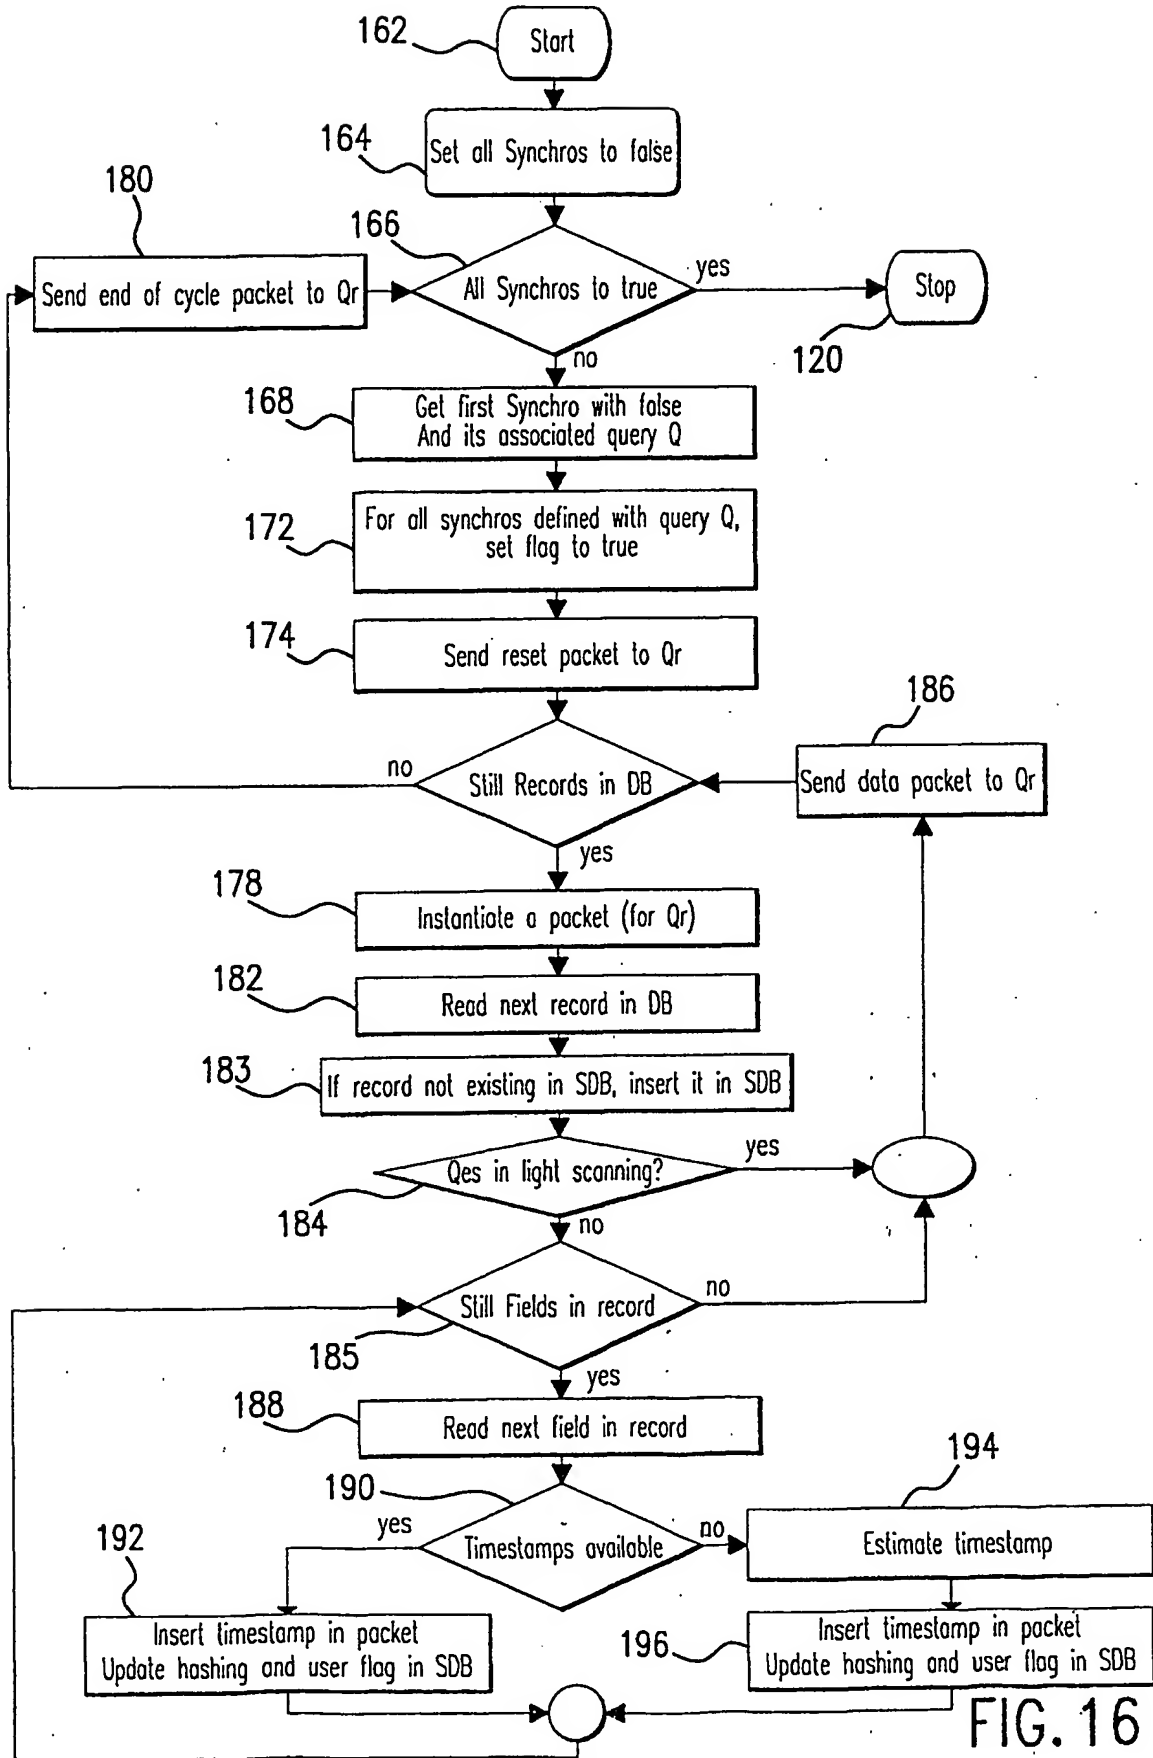 162
Start
164
Set all Synchros to false
180
166
Send end of cycle packet to Qr
All Synchros to true
yes
Stop
120
no
168
Get first Synchro with false
And its associated query Q
172
For all synchros defined with query Q,
set flag to true
174
Send reset packet to Qr
186
no
Still Records in DB
Send data packet to Qr
yes
178
Instantiate a packet (for Qr)
182
Read next record in DB
183
If record not existing in SDB, insert it in SDB
yes
Qes in light scanning?
184
no
Still Fields in record
no
185
yes
188
Read next field in record
190
194
yes
Timestamps available
no
Estimate timestamp
192
Insert timestamp in packet
Update hashing and user flag in SDB
196
Insert timestamp in packet
Update hashing and user flag in SDB
FIG. 16